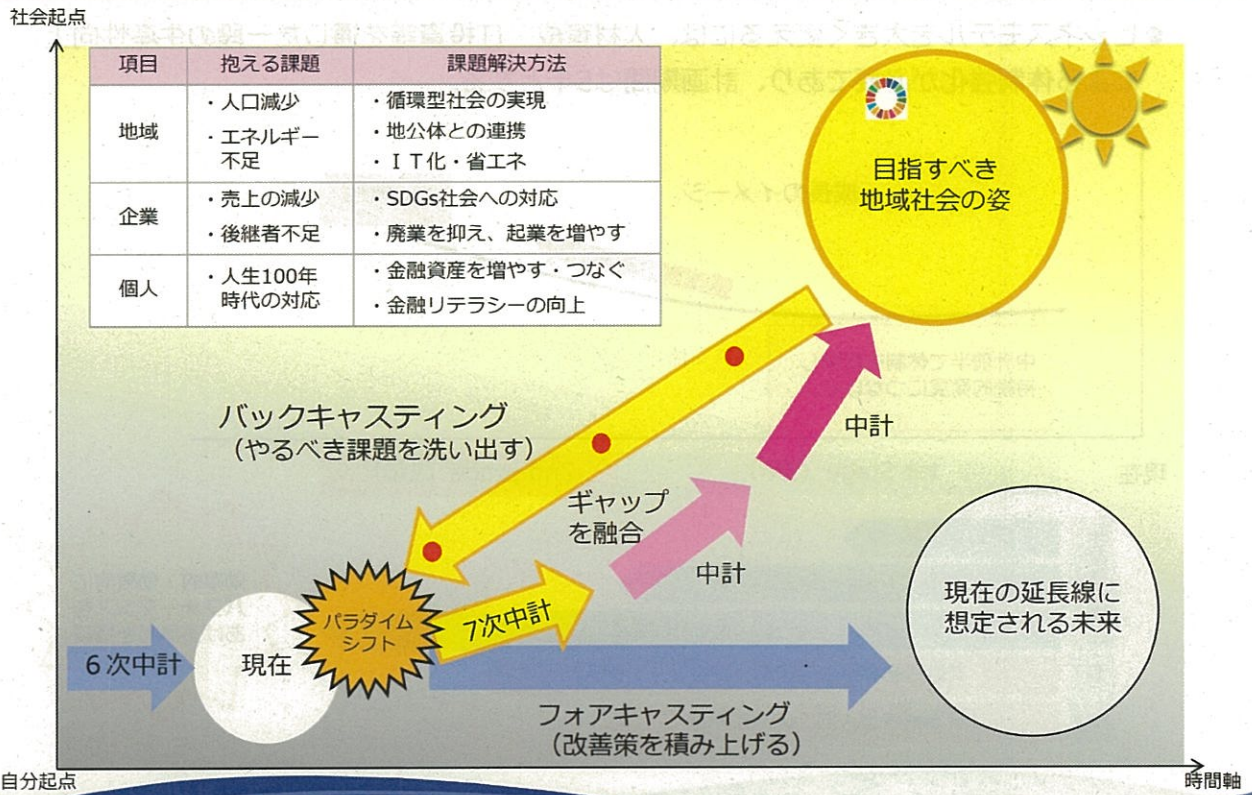 社会起点
項目 抱える課題 課題解決方法
地域
・人口減少
・エネルギー
不足
・循環型社会の実現
・地公体との連携
・ＩＴ化・省エネ
企業
・売上の減少
・後継者不足
・SDGs社会への対応
・廃業を抑え、起業を増やす
個人
・人生100年
時代の対応
・金融資産を増やす・つなぐ
・金融リテラシーの向上
目指すべき
地域社会の姿
バックキャスティング
（やるべき課題を洗い出す）
中計
ギャップ
を融合
中計
現在の延長線に
想定される未来
パラダイム
シフト
7次中計
６次中計
現在
フォアキャスティング
（改善策を積み上げる）
自分起点
時間軸